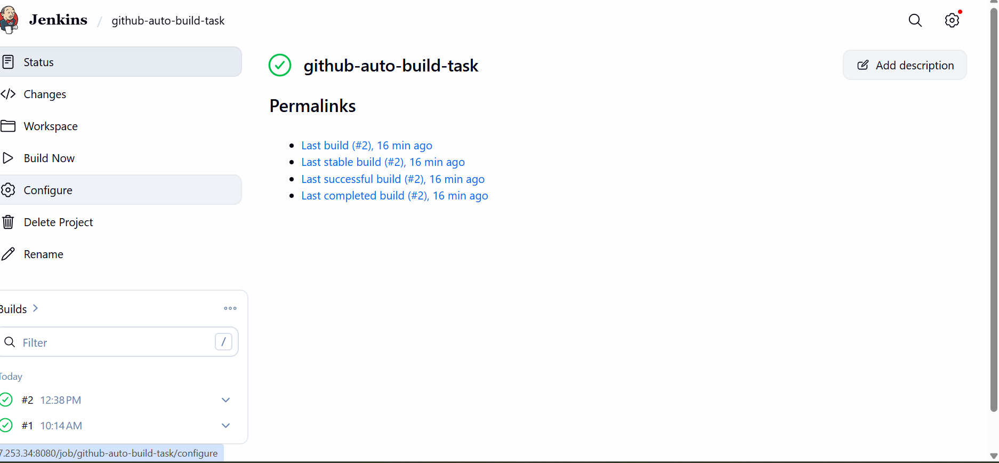 Jenkins / github-auto-build-task
Status
Changes
Workspace
Build Now
Configure
Delete Project
Rename
Builds
Filter /
Today
#2 12:38 PM
#1 10:14 AM
github-auto-build-task
Add description
Permalinks
Last build (#2), 16 min ago
Last stable build (#2), 16 min ago
Last successful build (#2), 16 min ago
Last completed build (#2), 16 min ago
7.253.34:8080/job/github-auto-build-task/configure